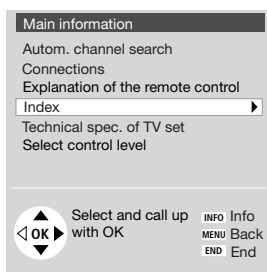 Main information
Autom. channel search
Connections
Explanation of the remote control
Index
Technical spec. of TV set
Select control level
OK
Select and call up
with OK
INFO Info
MENU Back
END End